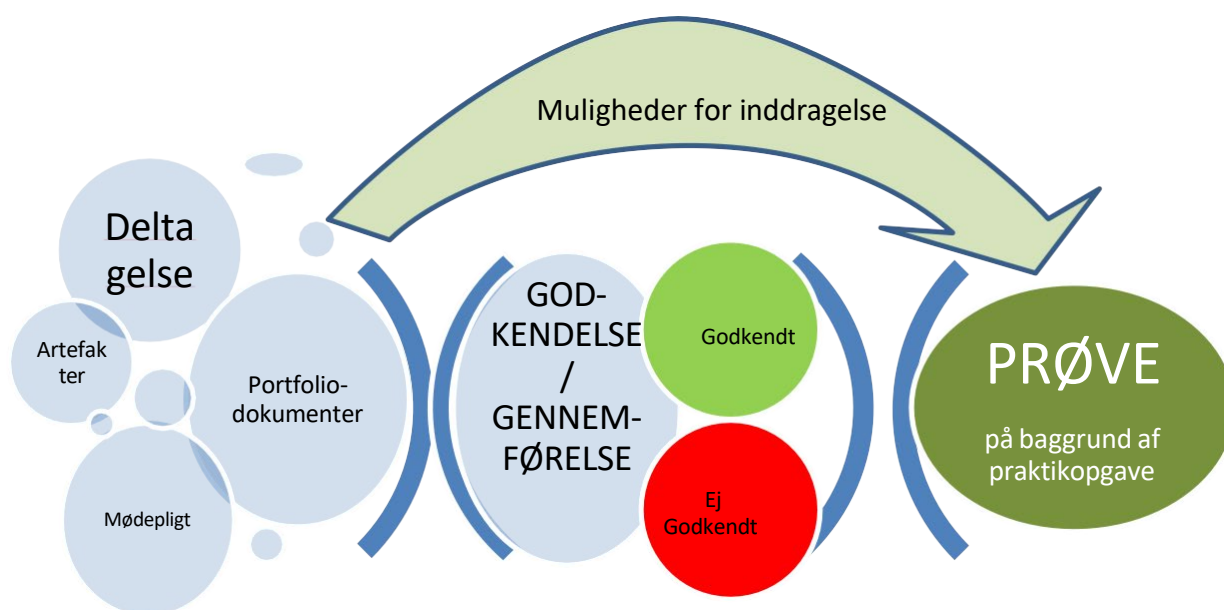 Muligheder for inddragelse
Delta
gelse
Artefak
ter
Portfolio-
dokumenter
Mødepligt
GOD-
KENDELSE
/
GENNEM-
FØRELSE
Godkendt
Ej
Godkendt
PRØVE
på baggrund af
praktikopgave